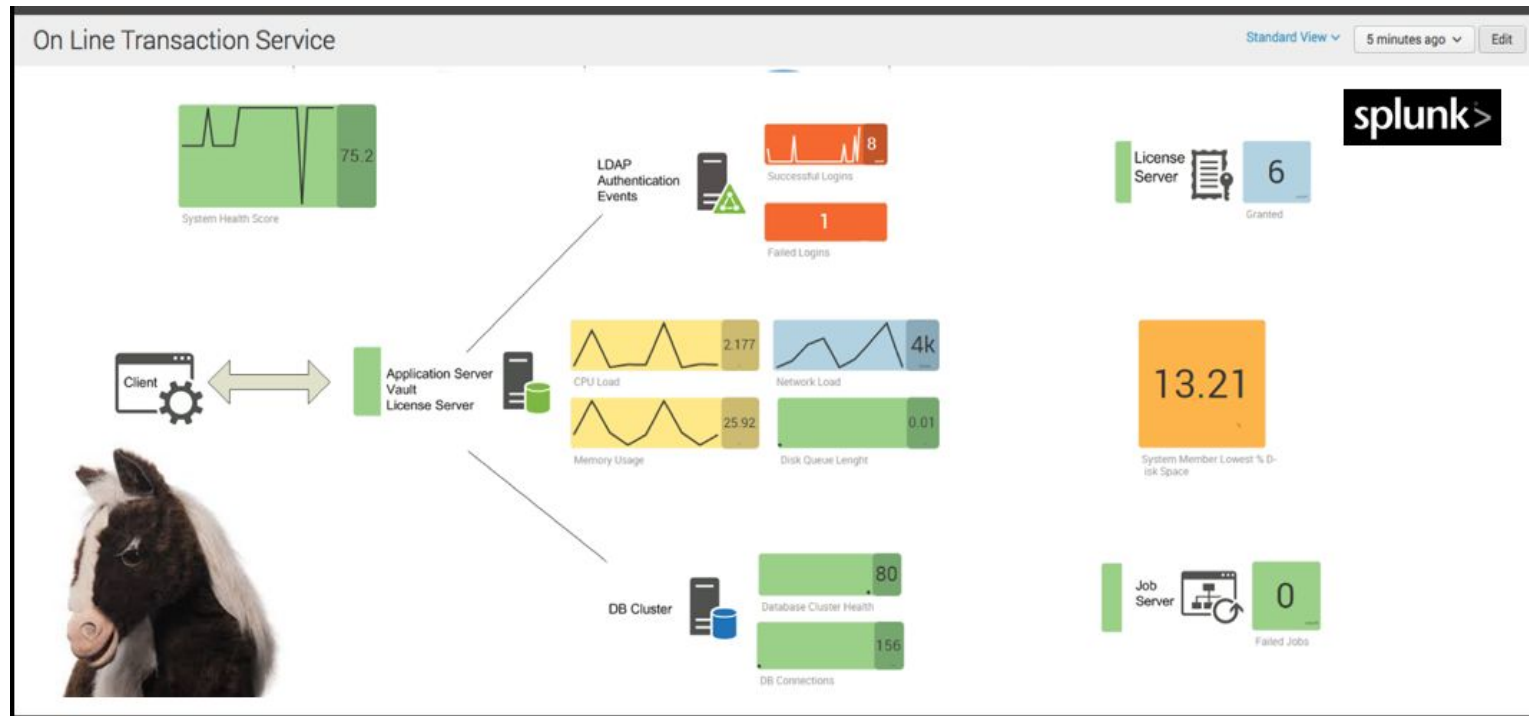 On Line Transaction Service
Standard View
5 minutes ago
Edit
splunk>
75.2
System Health Score
LDAP
Authentication
Events
8
Successful Logins
1
Failed Logins
License
Server
6
Granted
Client
Application Server
Vault
License Server
2.177
CPU Load
4k
Network Load
25.92
Memory Usage
0.01
Disk Queue Lenght
13.21
System Member Lowest % D-
isk Space
DB Cluster
80
Database Cluster Health
156
DB Connections
Job
Server
0
Failed Jobs